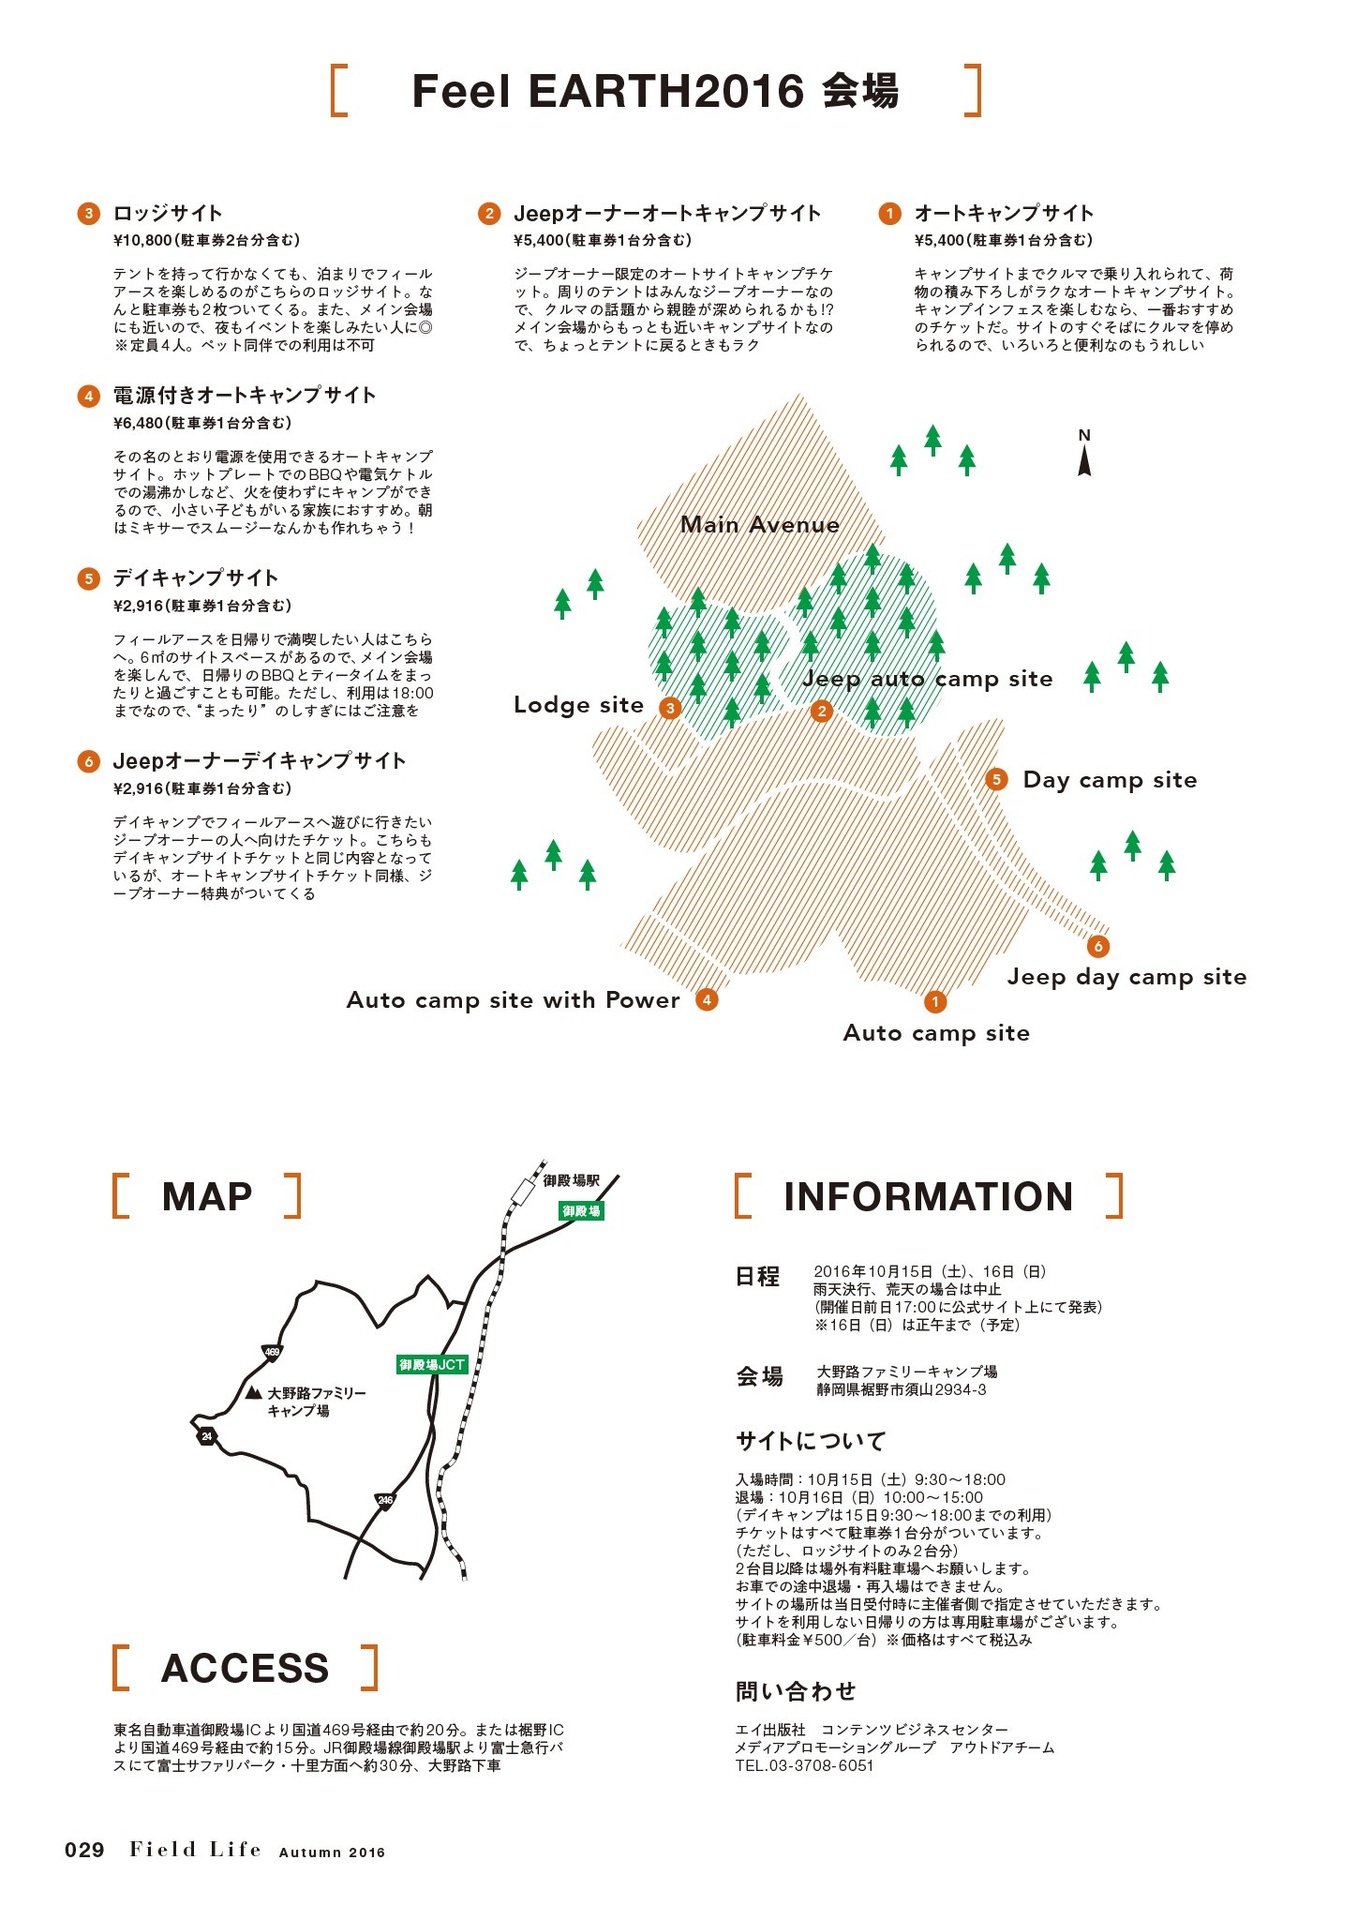 Feel EARTH2016 会場
3 ロッジサイト
¥10,800(駐車券2台分含む)
テントを持って行かなくても、泊まりでフィール
アースを楽しめるのがこちらのロッジサイト。な
んと駐車券も2枚ついてくる。また、メイン会場
にも近いので、夜もイベントを楽しみたい人に◎
※定員4人。ペット同伴での利用は不可
2 Jeepオーナーオートキャンプサイト
¥5,400(駐車券1台分含む)
ジープオーナー限定のオートサイトキャンプチケ
ット。周りのテントはみんなジープオーナーなの
で、クルマの話題から親睦が深められるかも!?
メイン会場からもっとも近いキャンプサイトなの
で、ちょっとテントに戻るときもラク
1 オートキャンプサイト
¥5,400(駐車券1台分含む)
キャンプサイトまでクルマで乗り入れられて、荷
物の積み下ろしがラクなオートキャンプサイト。
キャンプインフェスを楽しむなら、一番おすすめ
のチケットだ。サイトのすぐそばにクルマを停め
られるので、いろいろと便利なのもうれしい
4 電源付きオートキャンプサイト
¥6,480(駐車券1台分含む)
その名のとおり電源を使用できるオートキャンプ
サイト。ホットプレートでのBBQや電気ケトル
での湯沸かしなど、火を使わずにキャンプができ
るので、小さい子どもがいる家族におすすめ。朝
はミキサーでスムージーなんかも作れちゃう！
5 デイキャンプサイト
¥2,916(駐車券1台分含む)
フィールアースを日帰りで満喫したい人はこちら
へ。6㎡のサイトスペースがあるので、メイン会場
を楽しんで、日帰りのBBQとティータイムをまっ
たりと過ごすことも可能。ただし、利用は18:00
までなので、“まったり”のしすぎにはご注意を
6 Jeepオーナーデイキャンプサイト
¥2,916(駐車券1台分含む)
デイキャンプでフィールアースへ遊びに行きたい
ジープオーナーの人へ向けたチケット。こちらも
デイキャンプサイトチケットと同じ内容となって
いるが、オートキャンプサイトチケット同様、ジ
ープオーナー特典がついてくる
N
Main Avenue
Jeep auto camp site
2
Lodge site 3
5 Day camp site
6
Jeep day camp site
Auto camp site with Power 4
1
Auto camp site
MAP
御殿場駅
御殿場
469
御殿場JCT
大野路ファミリー
キャンプ場
24
246
ACCESS
東名自動車道御殿場ICより国道469号経由で約20分。または裾野IC
より国道469号経由で約15分。JR御殿場線御殿場駅より富士急行バ
スにて富士サファリパーク・十里方面へ約30分、大野路下車
INFORMATION
日程 2016年10月15日（土）、16日（日）
雨天決行、荒天の場合は中止
（開催日前日17:00に公式サイト上にて発表）
※16日（日）は正午まで（予定）
会場 大野路ファミリーキャンプ場
静岡県裾野市須山2934-3
サイトについて
入場時間：10月15日（土）9:30〜18:00
退場：10月16日（日）10:00〜15:00
（デイキャンプは15日9:30〜18:00までの利用）
チケットはすべて駐車券1台分がついています。
（ただし、ロッジサイトのみ2台分）
2台目以降は場外有料駐車場へお願いします。
お車での途中退場・再入場はできません。
サイトの場所は当日受付時に主催者側で指定させていただきます。
サイトを利用しない日帰りの方は専用駐車場がございます。
（駐車料金￥500／台）※価格はすべて税込み
問い合わせ
エイ出版社　コンテンツビジネスセンター
メディアプロモーショングループ　アウトドアチーム
TEL.03-3708-6051
029 Field Life Autumn 2016